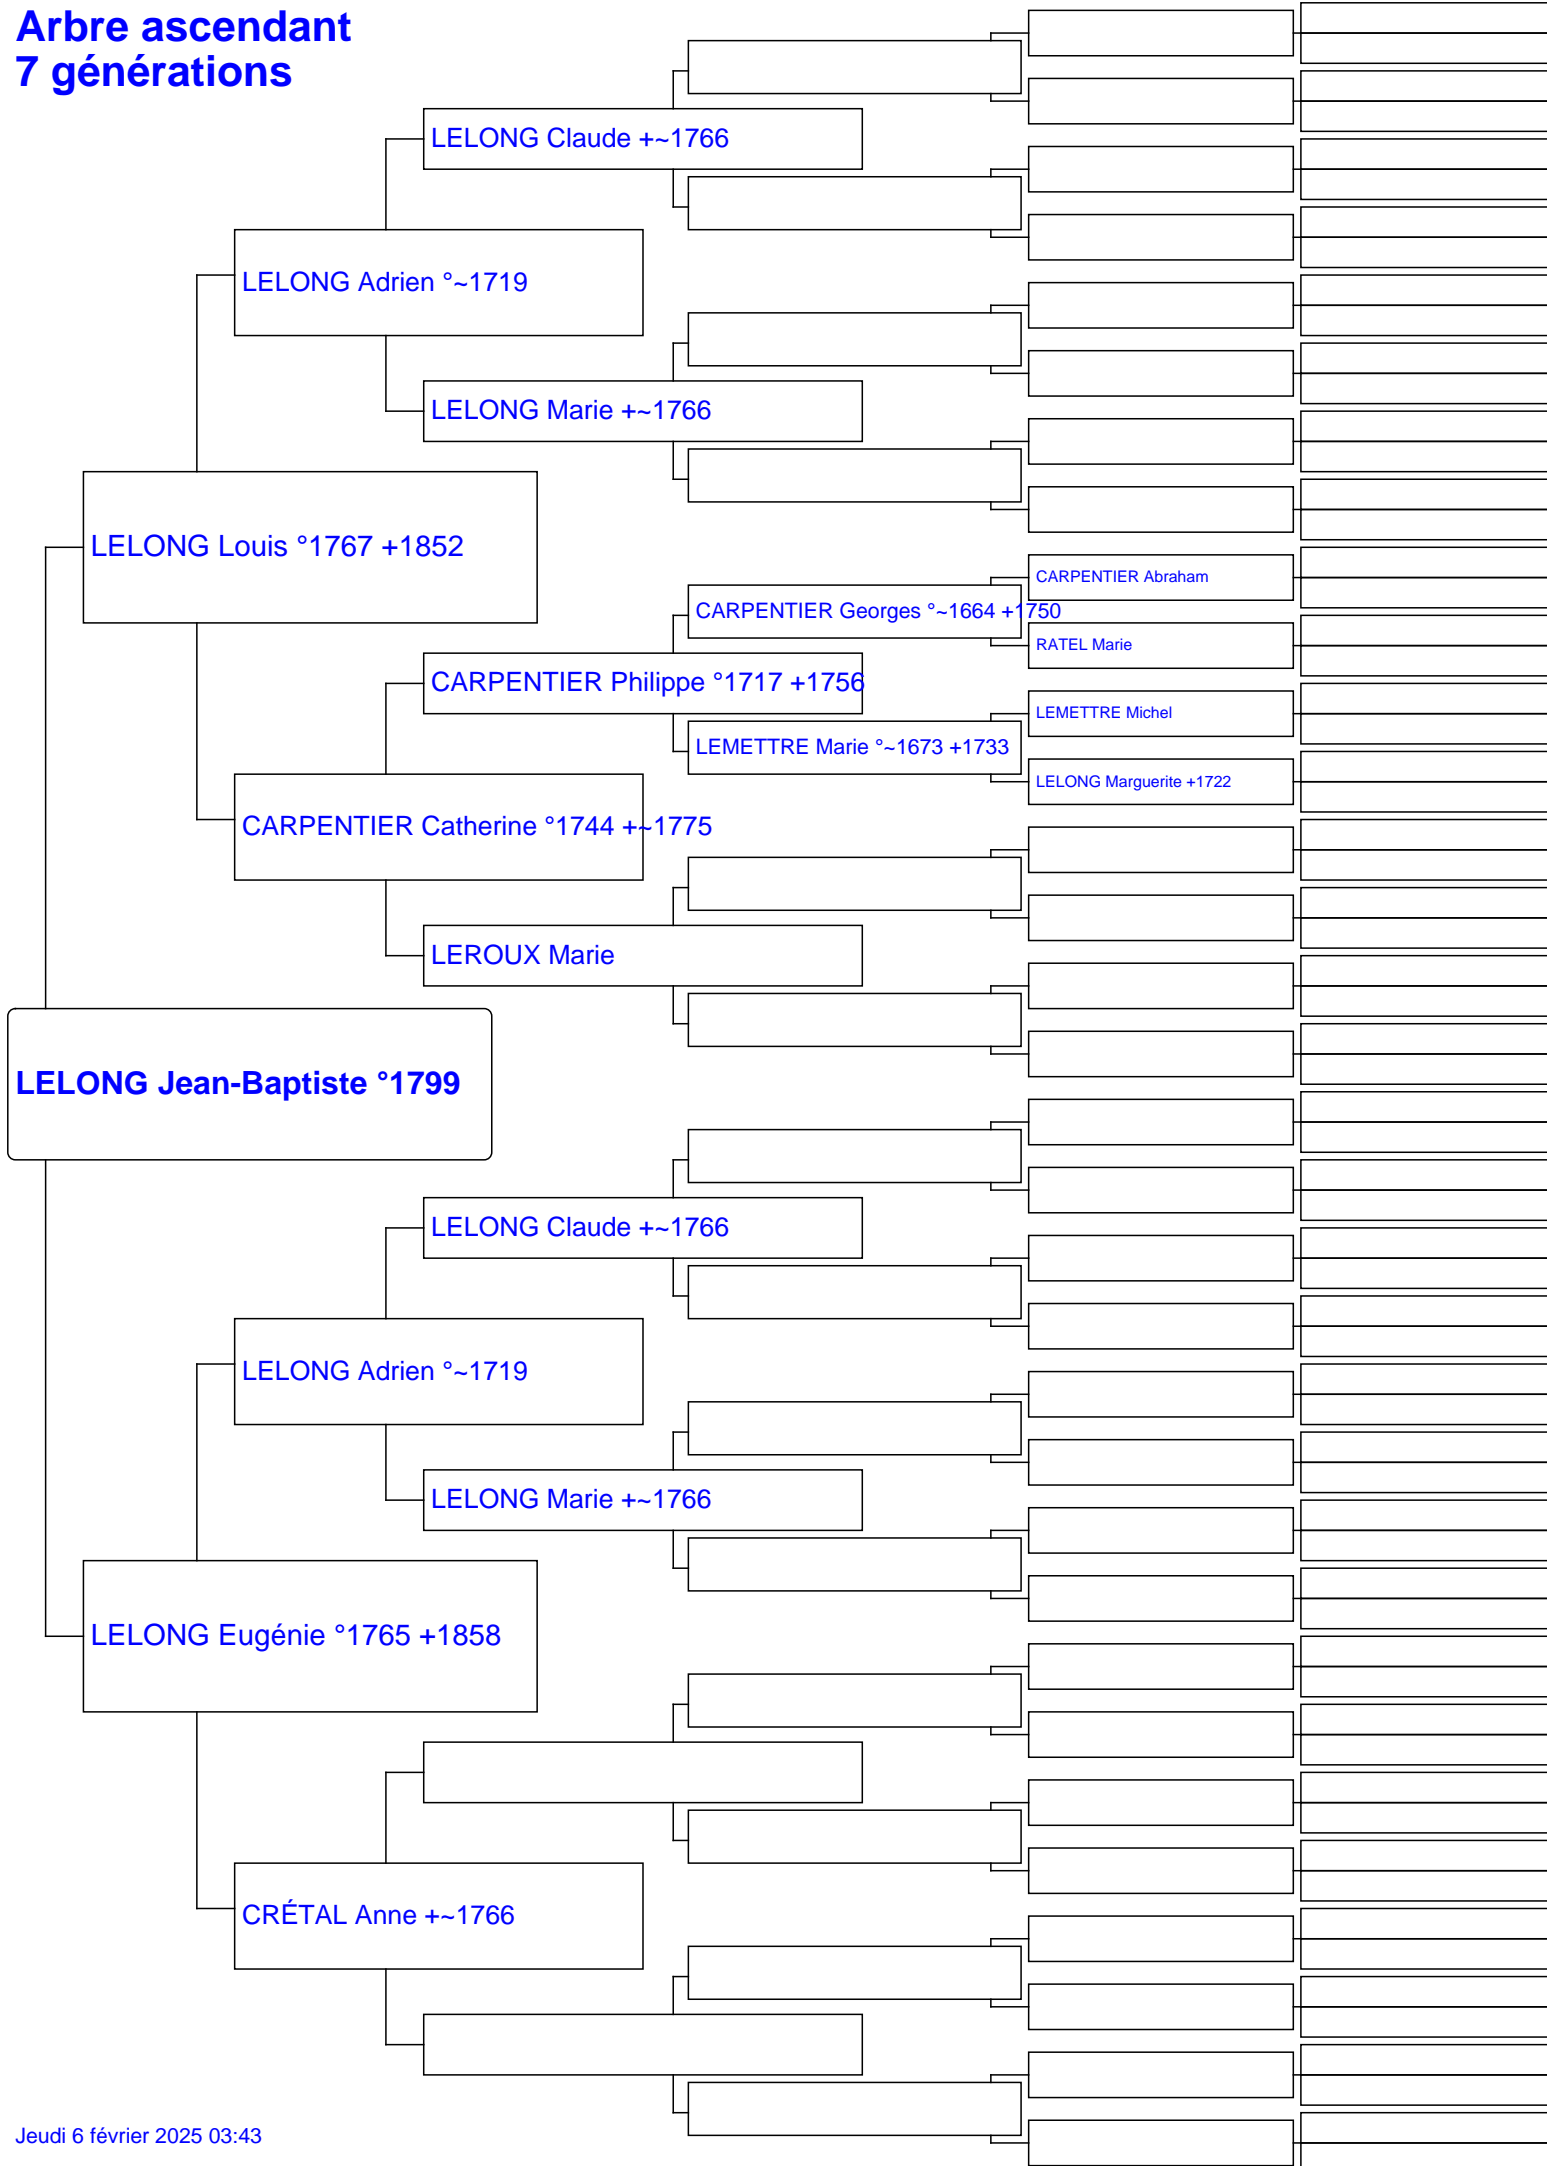 Arbre ascendant
7 générations
LELONG Claude +~1766
LELONG Adrien °~1719
LELONG Marie +~1766
LELONG Louis °1767 +1852
CARPENTIER Abraham
CARPENTIER Georges °~1664 +1750
RATEL Marie
CARPENTIER Philippe °1717 +1756
LEMETTRE Michel
LEMETTRE Marie °~1673 +1733
LELONG Marguerite +1722
CARPENTIER Catherine °1744 +~1775
LEROUX Marie
LELONG Jean-Baptiste °1799
LELONG Claude +~1766
LELONG Adrien °~1719
LELONG Marie +~1766
LELONG Eugénie °1765 +1858
CRÉTAL Anne +~1766
Jeudi 6 février 2025 03:43